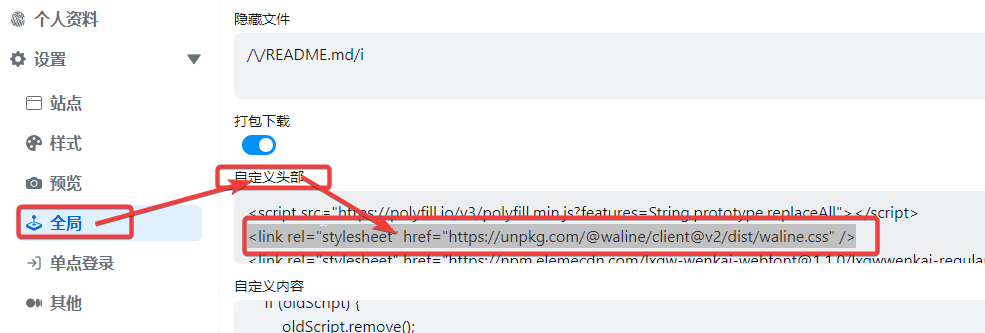 个人资料
设置
站点
样式
预览
全局
单点登录
其他
隐藏文件
/\/README.md/i
打包下载
自定义头部
<script src="https://polyfill.io/v3/polyfill.min.js?features=String.prototype.replaceAll"></script>
<link rel="stylesheet" href="https://unpkg.com/@waline/client@v2/dist/waline.css" />
<link rel="stylesheet" href="https://npm.elemecdn.com/lxgw-wenkai-webfont@1.1.0/lxgwwenkai-regular
自定义内容
if (oldScript) {
oldScript.remove();